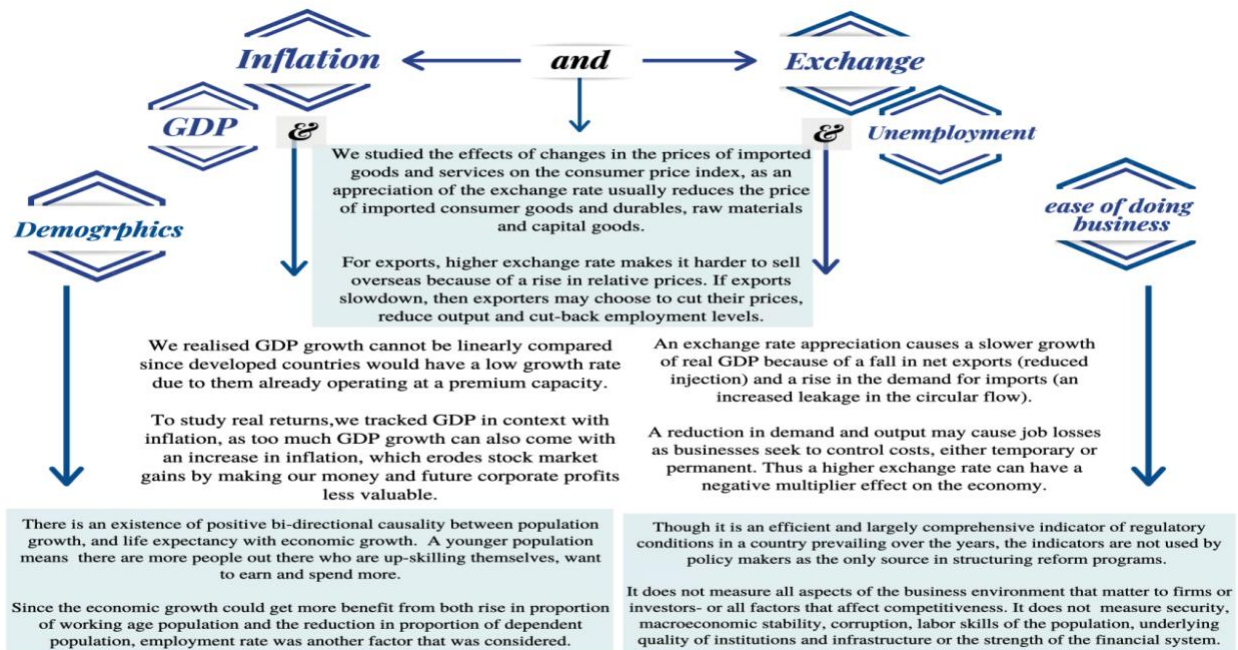 Inflation
and
Exchange
GDP
&
&
Unemployment
We studied the effects of changes in the prices of imported
goods and services on the consumer price index, as an
appreciation of the exchange rate usually reduces the price
of imported consumer goods and durables, raw materials
and capital goods.
For exports, higher exchange rate makes it harder to sell
overseas because of a rise in relative prices. If exports
slowdown, then exporters may choose to cut their prices,
reduce output and cut-back employment levels.
Demogrphics
ease of doing
business
We realised GDP growth cannot be linearly compared
since developed countries would have a low growth rate
due to them already operating at a premium capacity.
To study real returns,we tracked GDP in context with
inflation, as too much GDP growth can also come with
an increase in inflation, which erodes stock market
gains by making our money and future corporate profits
less valuable.
An exchange rate appreciation causes a slower growth
of real GDP because of a fall in net exports (reduced
injection) and a rise in the demand for imports (an
increased leakage in the circular flow).
A reduction in demand and output may cause job losses
as businesses seek to control costs, either temporary or
permanent. Thus a higher exchange rate can have a
negative multiplier effect on the economy.
There is an existence of positive bi-directional causality between population
growth, and life expectancy with economic growth. A younger population
means there are more people out there who are up-skilling themselves, want
to earn and spend more.
Since the economic growth could get more benefit from both rise in proportion
of working age population and the reduction in proportion of dependent
population, employment rate was another factor that was considered.
Though it is an efficient and largely comprehensive indicator of regulatory
conditions in a country prevailing over the years, the indicators are not used by
policy makers as the only source in structuring reform programs.
It does not measure all aspects of the business environment that matter to firms or
investors- or all factors that affect competitiveness. It does not measure security,
macroeconomic stability, corruption, labor skills of the population, underlying
quality of institutions and infrastructure or the strength of the financial system.